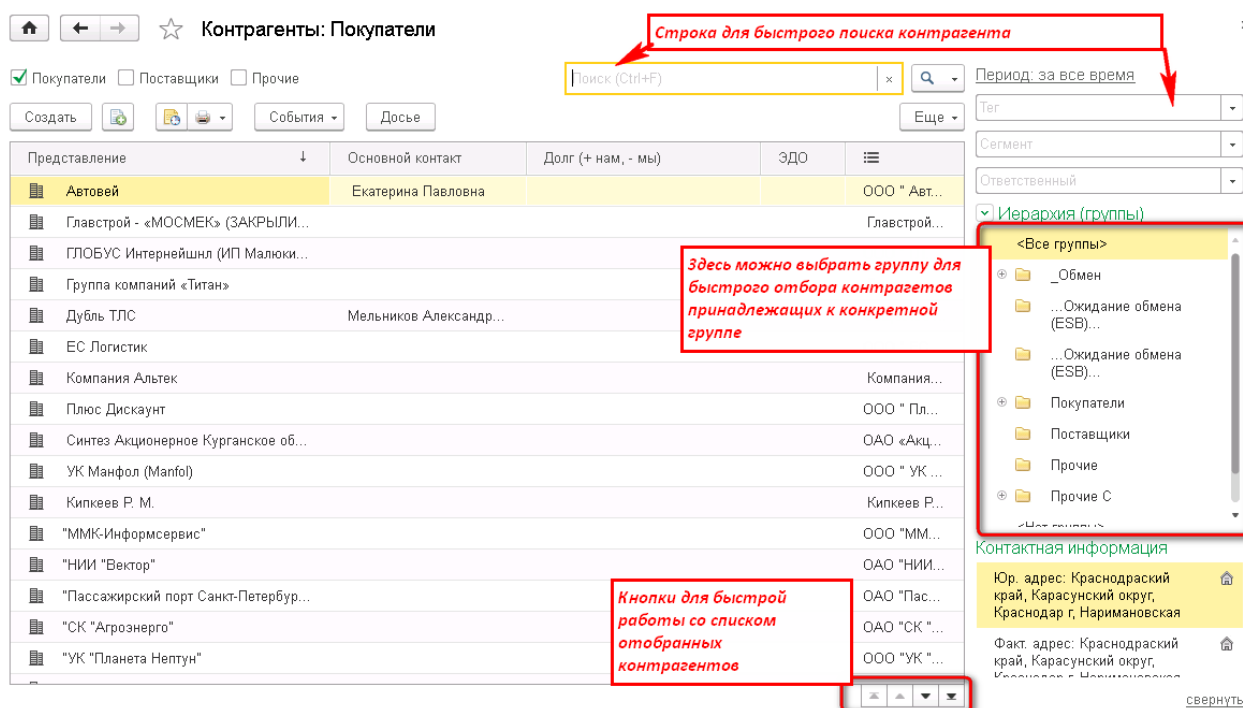 Контрагенты: Покупатели
Строка для быстрого поиска контрагента
Покупатели Поставщики Прочие
Поиск (Ctrl+F) ×
Период: за все время
Создать События Досье Еще
Тег
Сегмент
Ответственный
Представление ↓ Основной контакт Долг (+ нам, - мы) ЭДО
Автовей Екатерина Павловна ООО " Авт...
Главстрой - «МОСМЕК» (ЗАКРЫЛИ... Главстрой...
ГЛОБУС Интернейшнл (ИП Малюки...
Группа компаний «Титан»
Дубль ТЛС Мельников Александр...
ЕС Логистик
Компания Альтек Компания...
Плюс Дискаунт ООО " Пл...
Синтез Акционерное Курганское об... ОАО «Акц...
УК Манфол (Manfol) ООО " УК ...
Кипкеев Р. М. Кипкеев Р...
"ММК-Информсервис" ООО "ММ...
"НИИ "Вектор" ОАО "НИИ...
"Пассажирский порт Санкт-Петербур... ОАО "Пас...
"СК "Агроэнерго" ОАО "СК "...
"УК "Планета Нептун" ООО "УК "...
Здесь можно выбрать группу для
быстрого отбора контрагетов
принадлежащих к конкретной
группе
Кнопки для быстрой
работы со списком
отобранных
контрагентов
Иерархия (группы)
<Все группы>
_Обмен
...Ожидание обмена
(ESB)...
...Ожидание обмена
(ESB)...
Покупатели
Поставщики
Прочие
Прочие С
<Нет группы>
Контактная информация
Юр. адрес: Краснодраский
край, Карасунский округ,
Краснодар г, Наримановская
Факт. адрес: Краснодраский
край, Карасунский округ,
Краснодар г, Наримановская
свернуть